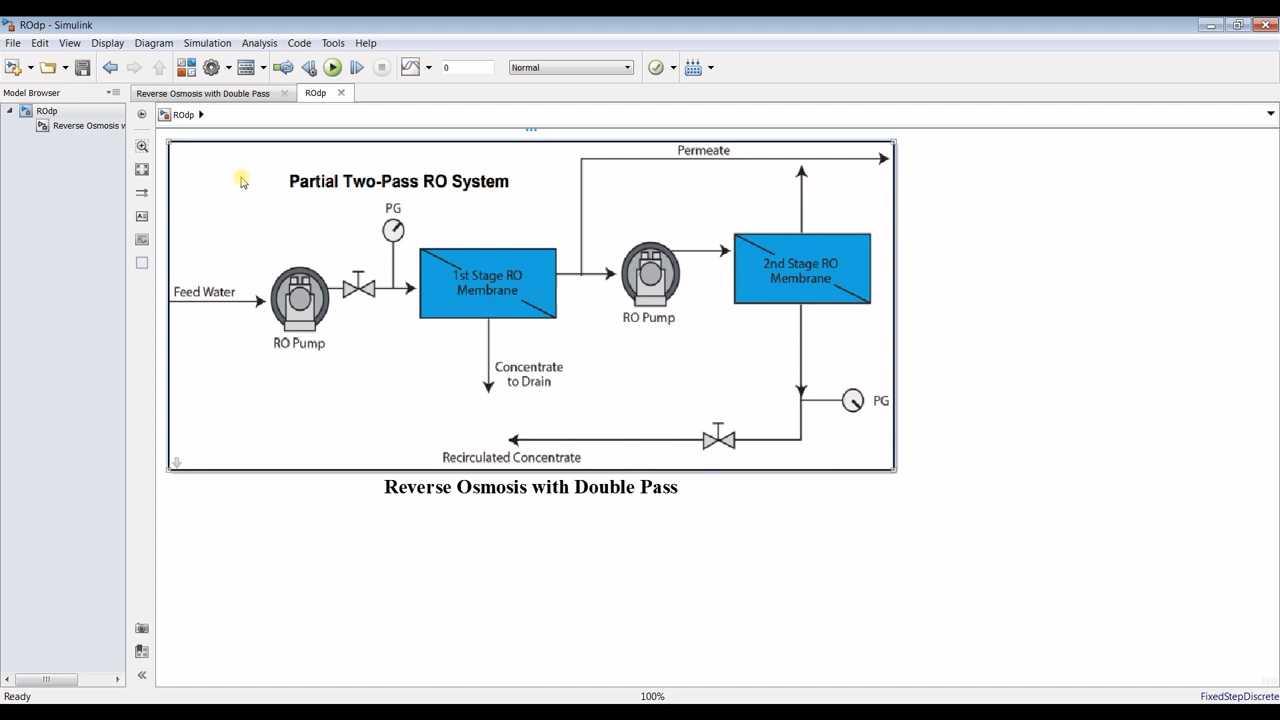 ROdp - Simulink
File Edit View Display Diagram Simulation Analysis Code Tools Help
0 Normal
Model Browser
Reverse Osmosis with Double Pass ROdp
ROdp
Reverse Osmosis w
ROdp
Permeate
Partial Two-Pass RO System
PG
1st Stage RO
Membrane
2nd Stage RO
Membrane
Feed Water
RO Pump
RO Pump
Concentrate
to Drain
PG
Recirculated Concentrate
Reverse Osmosis with Double Pass
Ready 100% FixedStepDiscrete